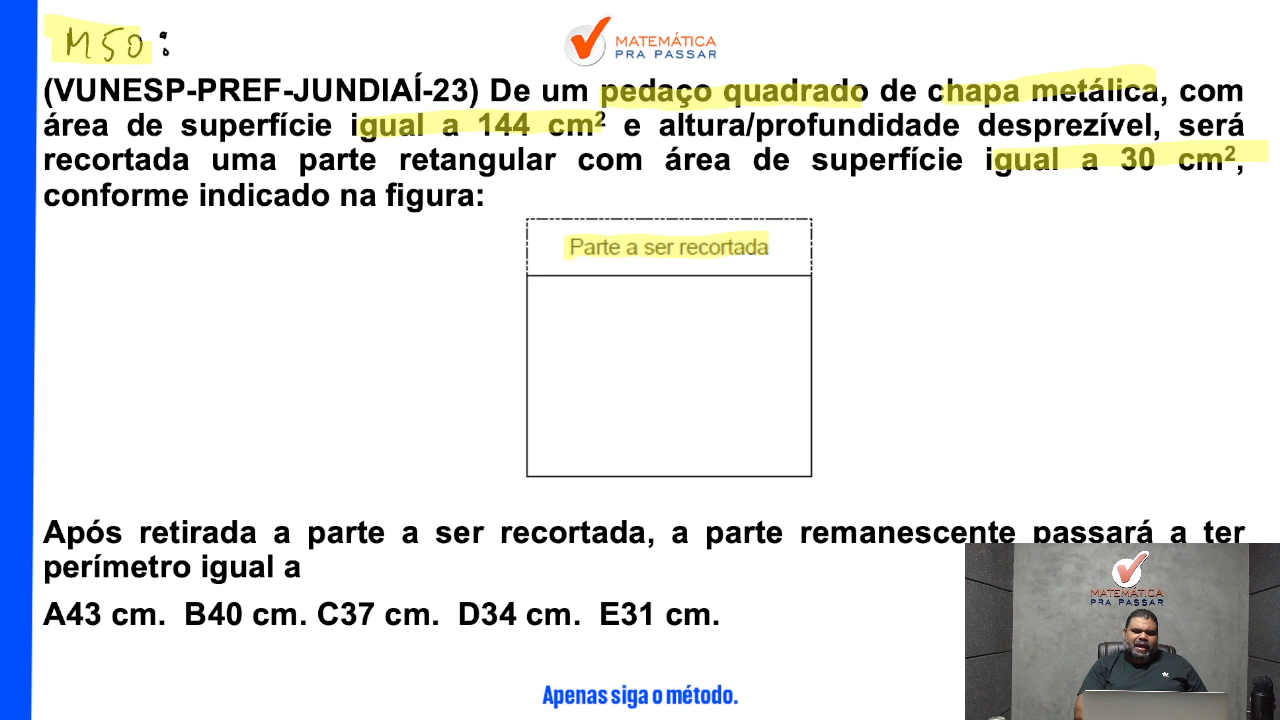 M50:
MATEMÁTICA
PRA PASSAR
(VUNESP-PREF-JUNDIAÍ-23) De um pedaço quadrado de chapa metálica, com
área de superfície igual a 144 cm² e altura/profundidade desprezível, será
recortada uma parte retangular com área de superfície igual a 30 cm²,
conforme indicado na figura:
Parte a ser recortada
Após retirada a parte a ser recortada, a parte remanescente passará a ter
perímetro igual a
A43 cm. B40 cm. C37 cm. D34 cm. E31 cm.
MATEMÁTICA
PRA PASSAR
Apenas siga o método.